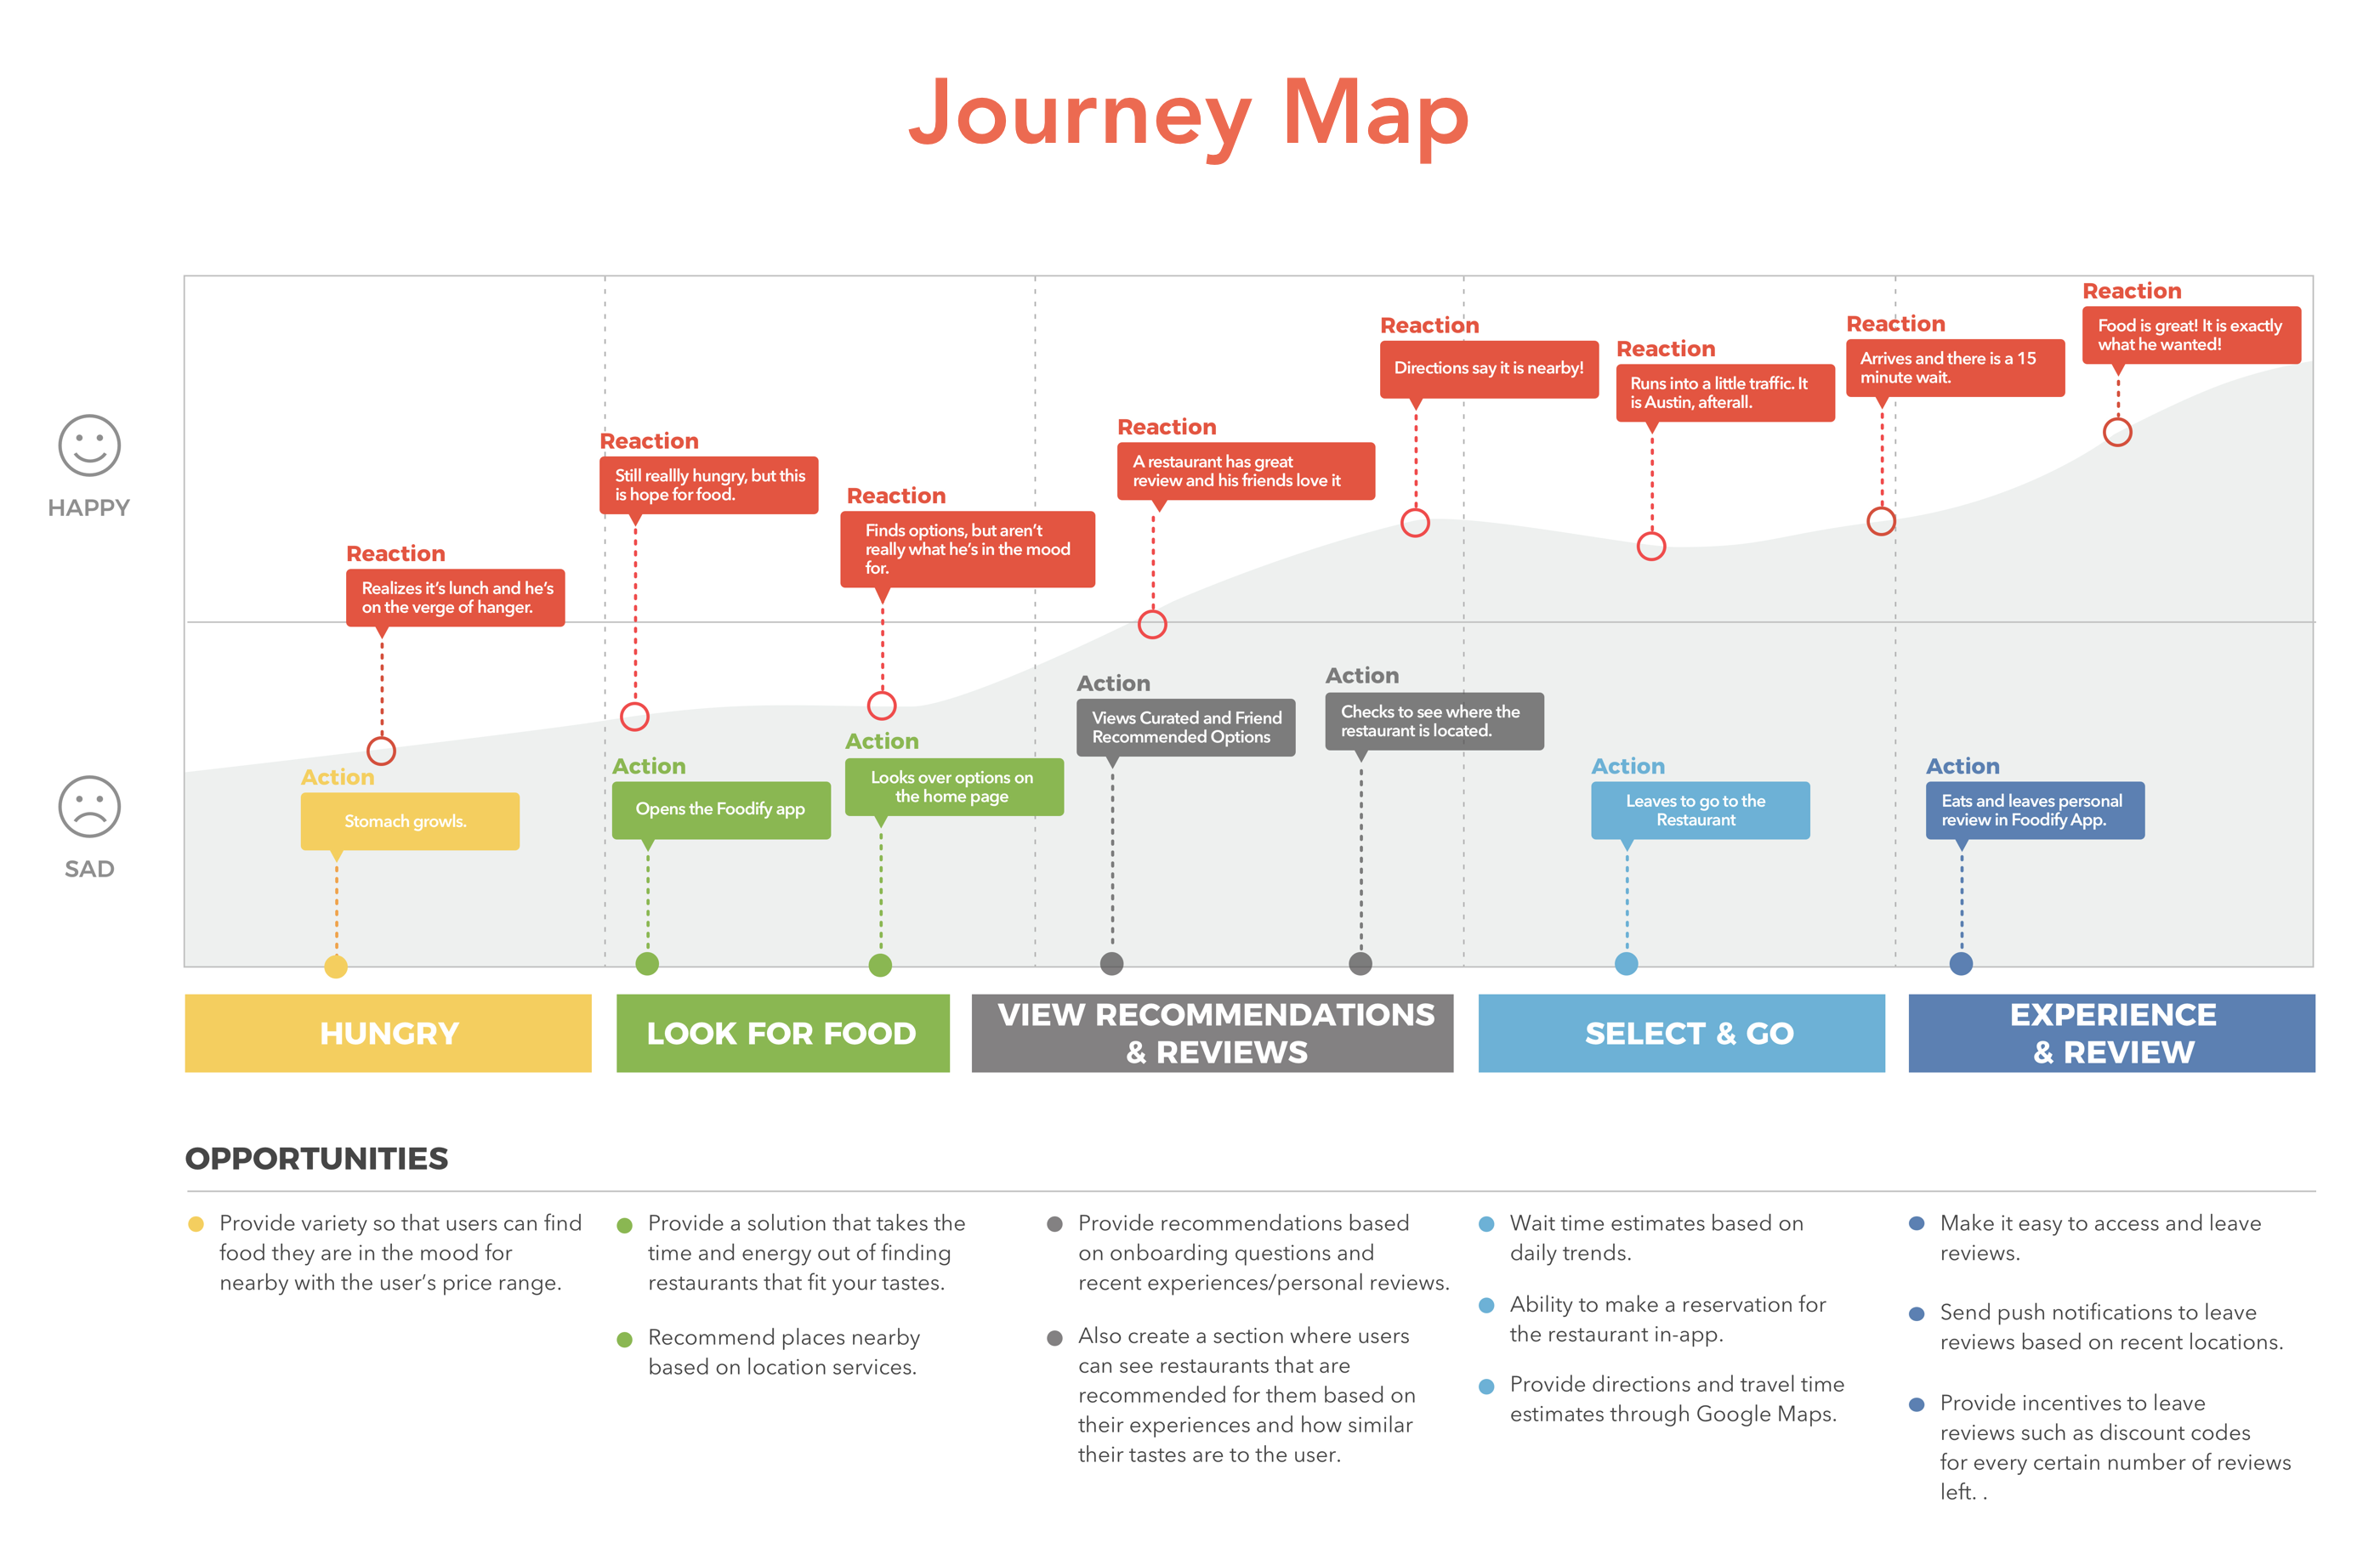 Journey Map
HAPPY
SAD
Reaction
Realizes it’s lunch and he’s
on the verge of hanger.
Action
Stomach growls.
Reaction
Still reallly hungry, but this
is hope for food.
Action
Opens the Foodify app
Reaction
Finds options, but aren’t
really what he’s in the mood
for.
Action
Looks over options on
the home page
Reaction
A restaurant has great
review and his friends love it
Action
Views Curated and Friend
Recommended Options
Reaction
Directions say it is nearby!
Action
Checks to see where the
restaurant is located.
Reaction
Runs into a little traffic. It
is Austin, afterall.
Action
Leaves to go to the
Restaurant
Reaction
Arrives and there is a 15
minute wait.
Action
Eats and leaves personal
review in Foodify App.
Reaction
Food is great! It is exactly
what he wanted!
HUNGRY
LOOK FOR FOOD
VIEW RECOMMENDATIONS
& REVIEWS
SELECT & GO
EXPERIENCE
& REVIEW
OPPORTUNITIES
Provide variety so that users can find
food they are in the mood for
nearby with the user’s price range.
Provide a solution that takes the
time and energy out of finding
restaurants that fit your tastes.
Recommend places nearby
based on location services.
Provide recommendations based
on onboarding questions and
recent experiences/personal reviews.
Also create a section where users
can see restaurants that are
recommended for them based on
their experiences and how similar
their tastes are to the user.
Wait time estimates based on
daily trends.
Ability to make a reservation for
the restaurant in-app.
Provide directions and travel time
estimates through Google Maps.
Make it easy to access and leave
reviews.
Send push notifications to leave
reviews based on recent locations.
Provide incentives to leave
reviews such as discount codes
for every certain number of reviews
left. .